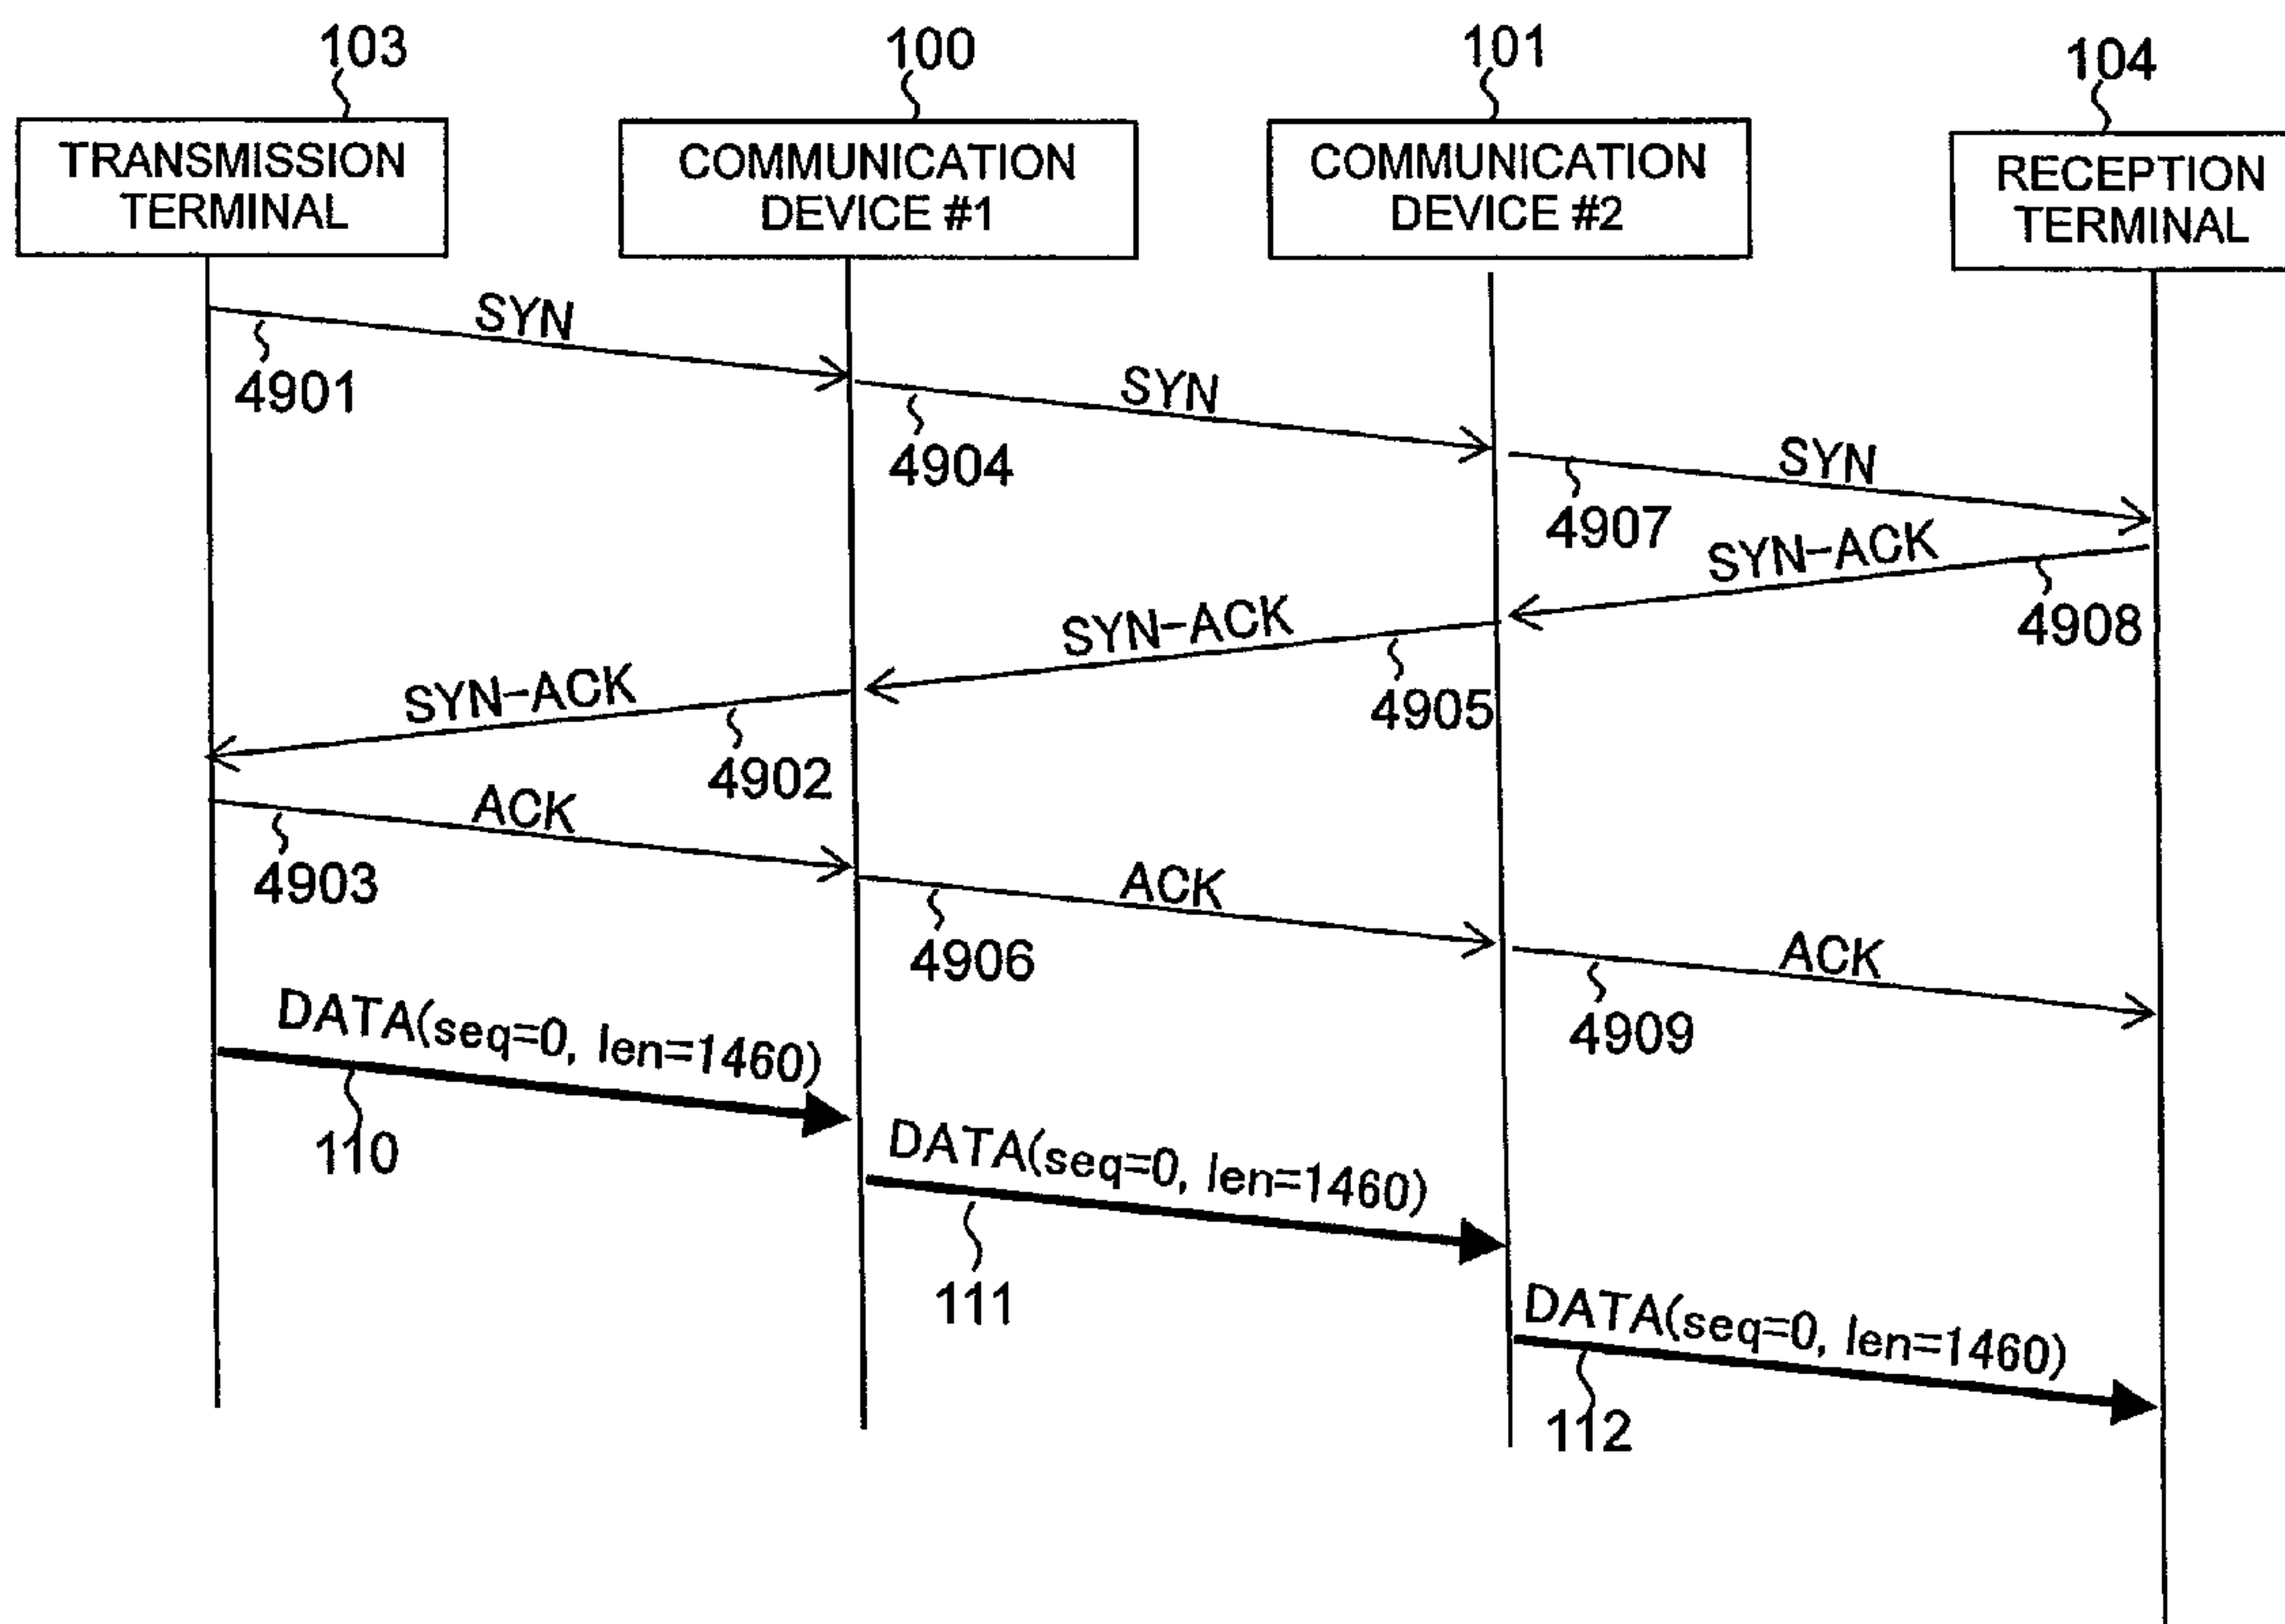 103
100
101
104
TRANSMISSION
TERMINAL
COMMUNICATION
DEVICE #1
COMMUNICATION
DEVICE #2
RECEPTION
TERMINAL
SYN
4901
SYN
4904
SYN
4907
SYN-ACK
4908
SYN-ACK
4905
SYN-ACK
4902
ACK
4903
ACK
4906
ACK
4909
DATA(seq=0, len=1460)
110
DATA(seq=0, len=1460)
111
DATA(seq=0, len=1460)
112